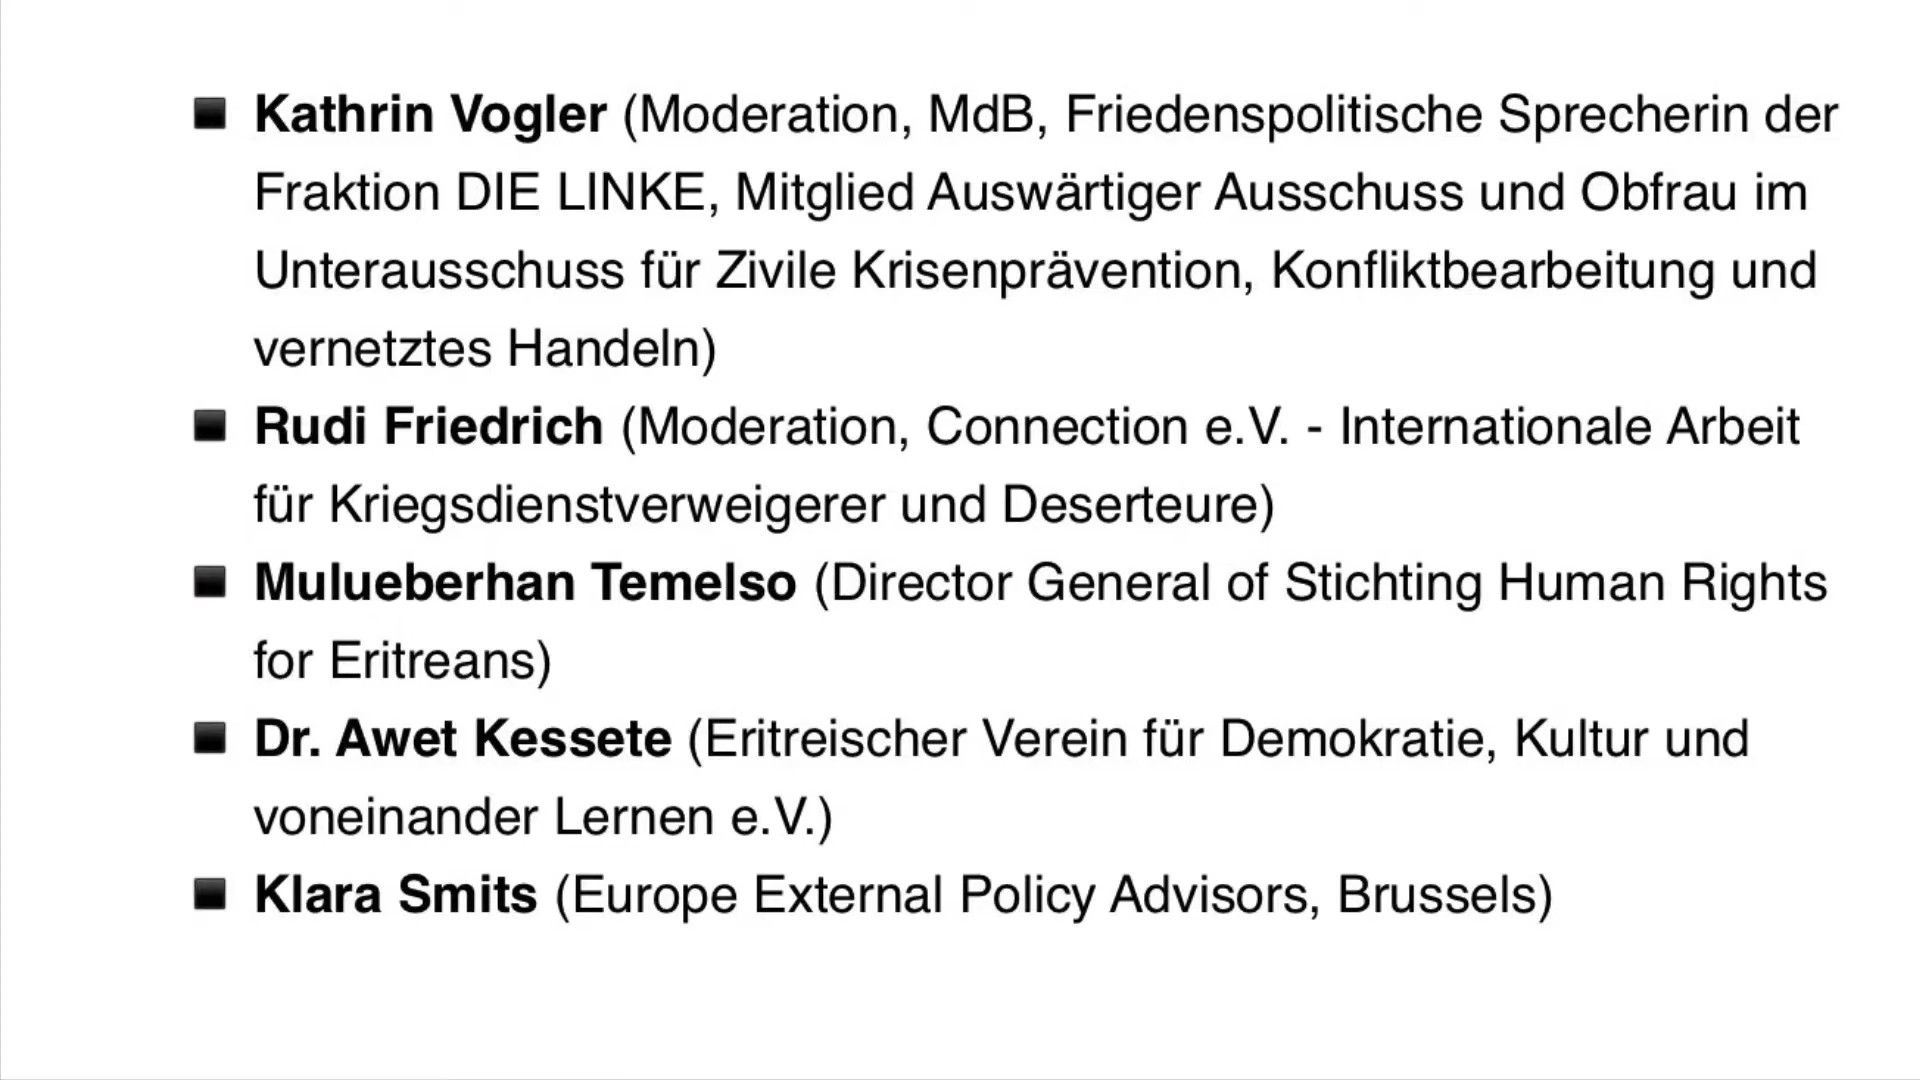 ▪ Kathrin Vogler (Moderation, MdB, Friedenspolitische Sprecherin der
Fraktion DIE LINKE, Mitglied Auswärtiger Ausschuss und Obfrau im
Unterausschuss für Zivile Krisenprävention, Konfliktbearbeitung und
vernetztes Handeln)
▪ Rudi Friedrich (Moderation, Connection e.V. - Internationale Arbeit
für Kriegsdienstverweigerer und Deserteure)
▪ Mulueberhan Temelso (Director General of Stichting Human Rights
for Eritreans)
▪ Dr. Awet Kessete (Eritreischer Verein für Demokratie, Kultur und
voneinander Lernen e.V.)
▪ Klara Smits (Europe External Policy Advisors, Brussels)